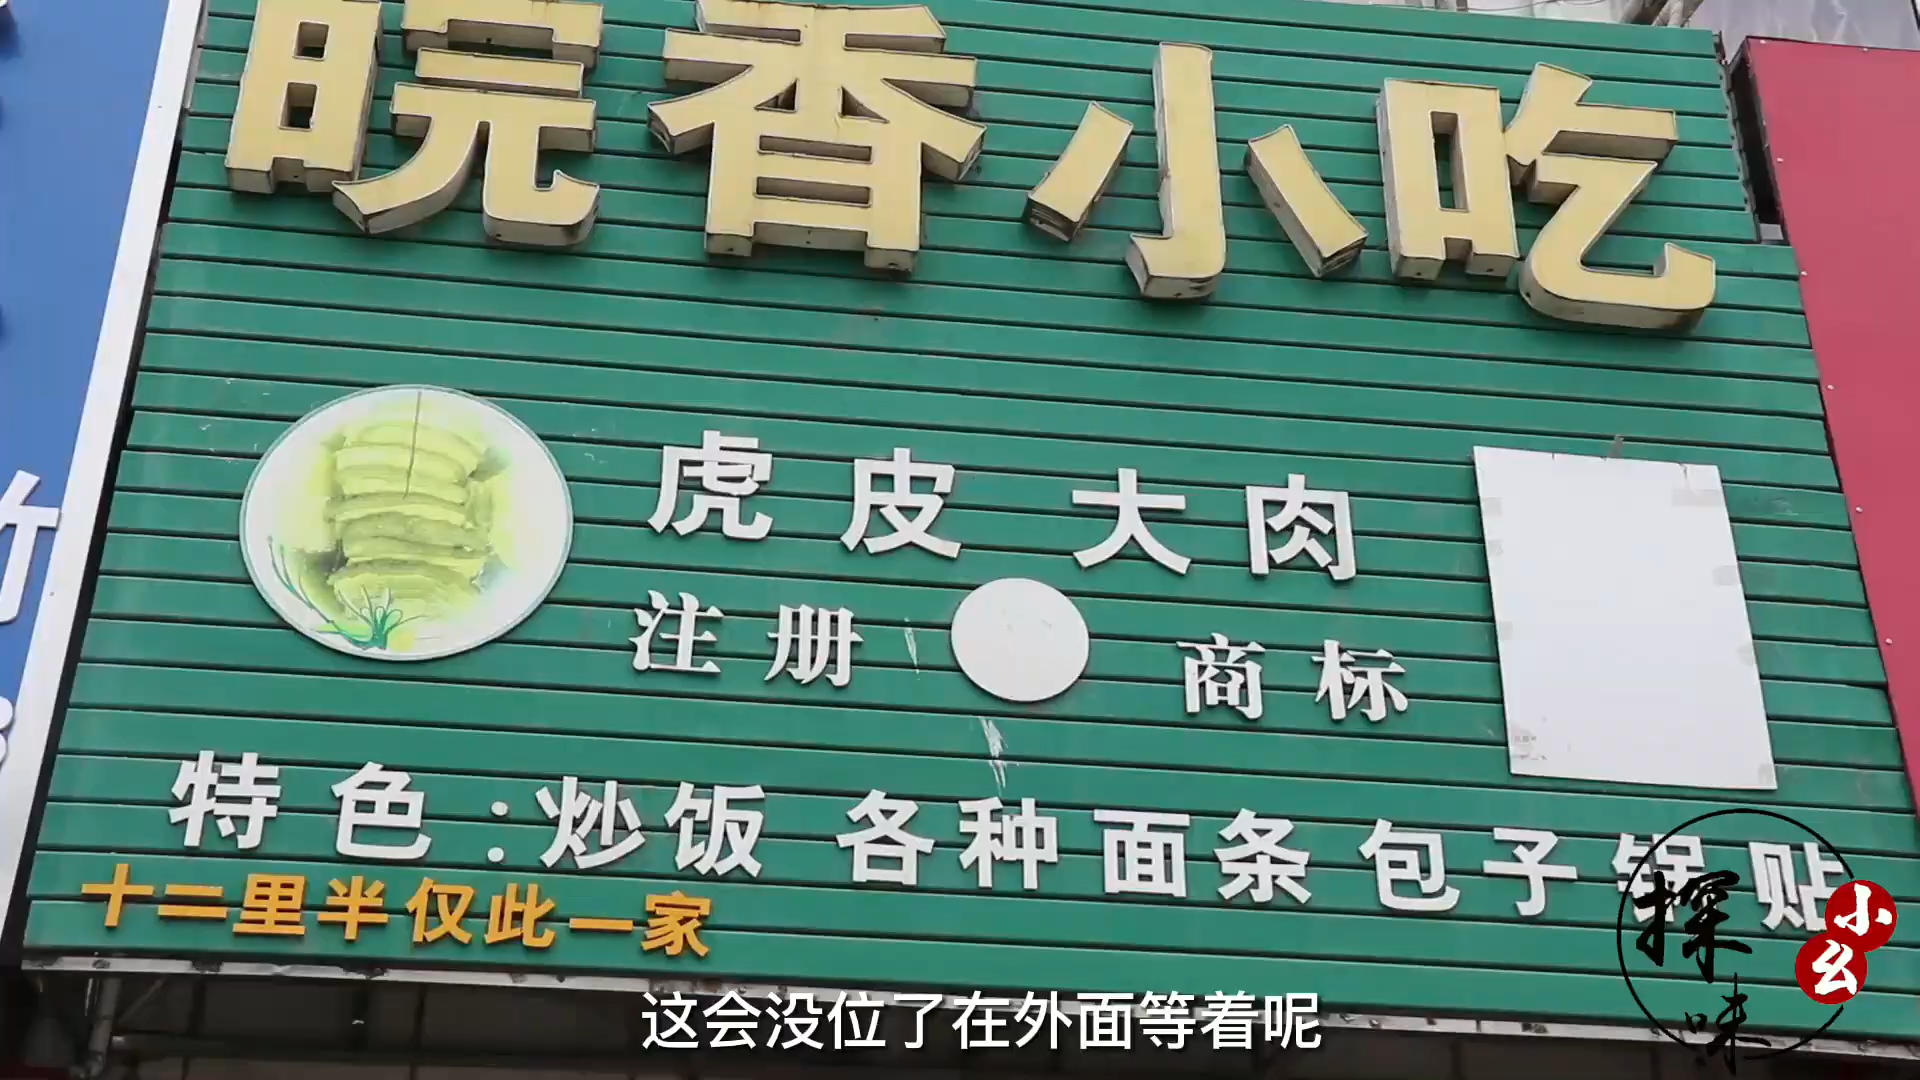 皖香小吃
虎皮大肉
注册 商标
特色:炒饭 各种面条 包子 锅贴
十二里半仅此一家
这会没位了在外面等着呢
探味
小幺
竹